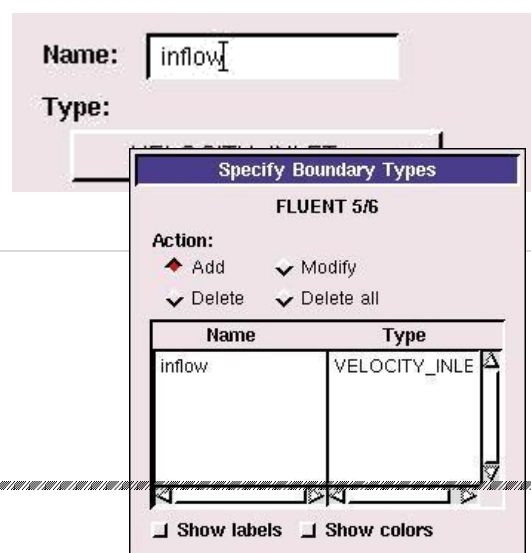 Name: inflow
Type:
Specify Boundary Types
FLUENT 5/6
Action:
Add Modify
Delete Delete all
Name Type
inflow VELOCITY_INLE
Show labels Show colors